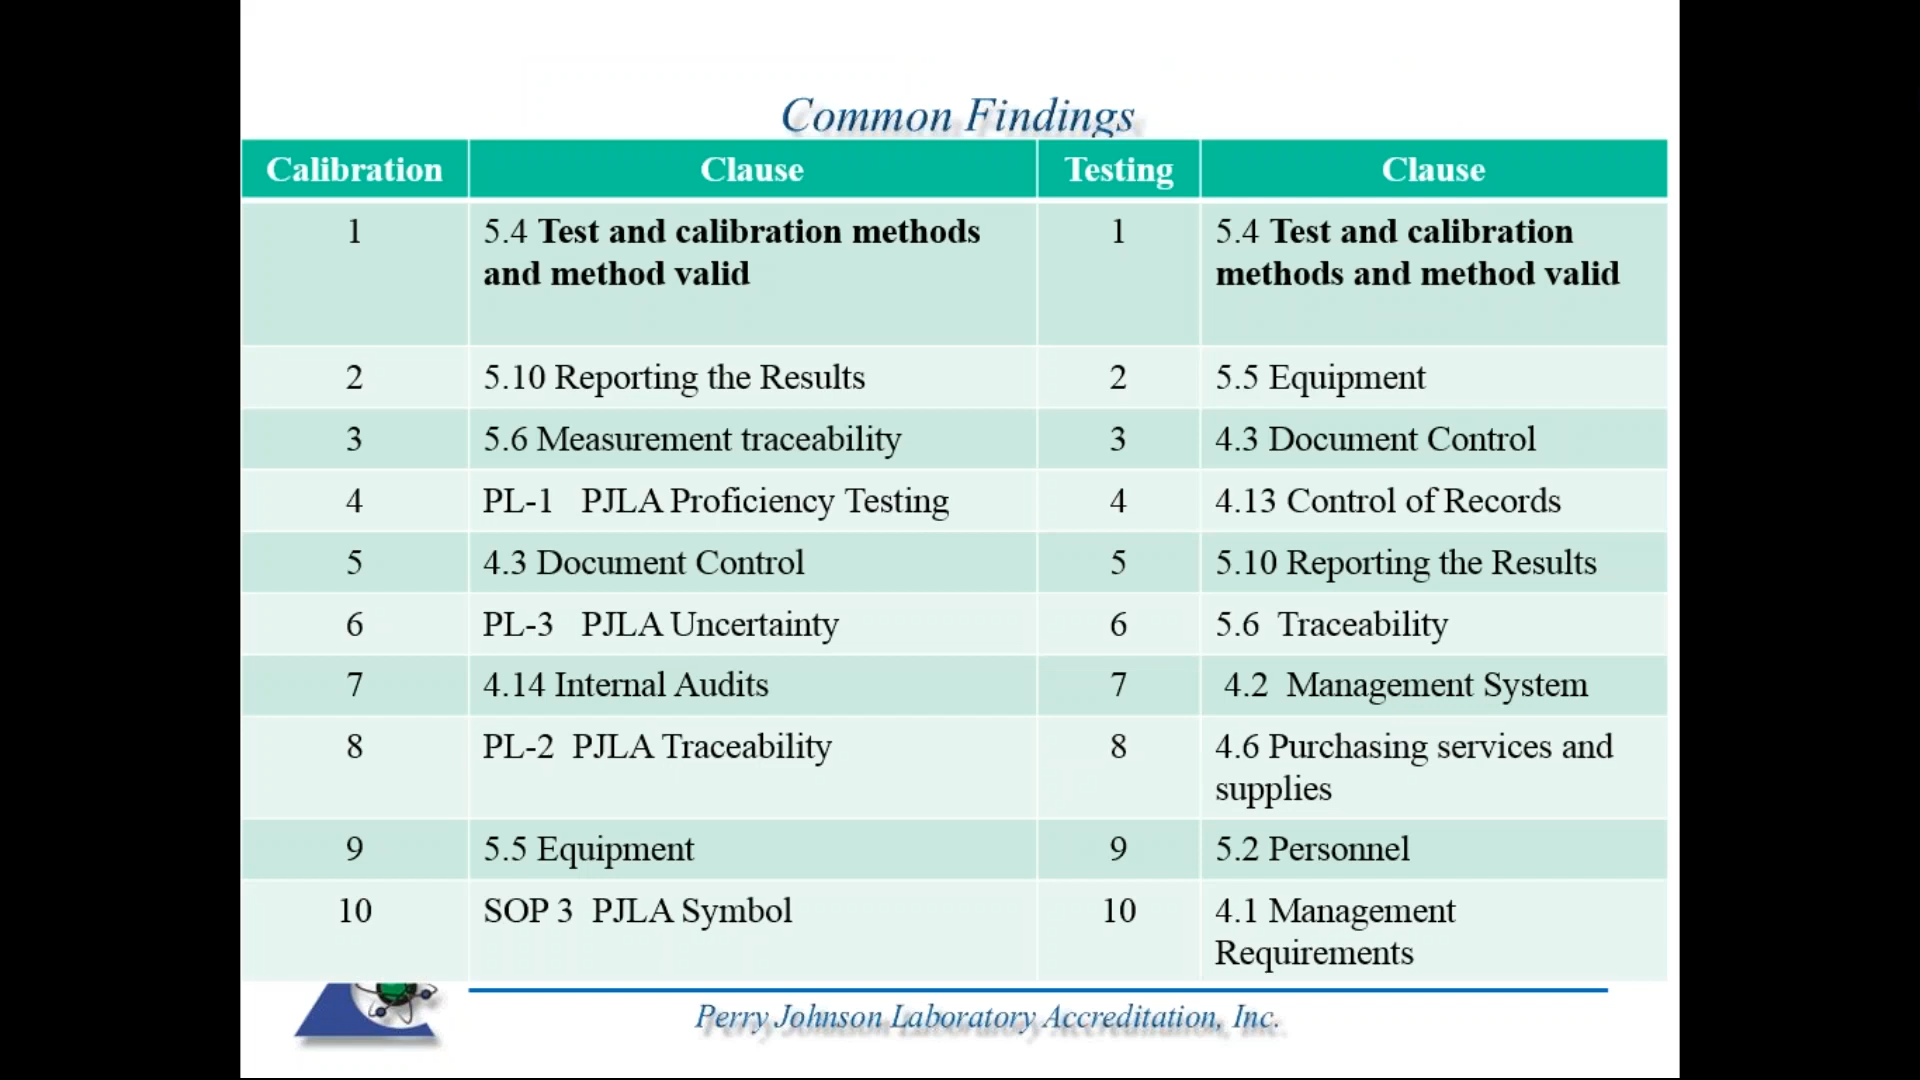 Common Findings
Calibration Clause Testing Clause
1 5.4 Test and calibration methods and method valid 1 5.4 Test and calibration methods and method valid
2 5.10 Reporting the Results 2 5.5 Equipment
3 5.6 Measurement traceability 3 4.3 Document Control
4 PL-1 PJLA Proficiency Testing 4 4.13 Control of Records
5 4.3 Document Control 5 5.10 Reporting the Results
6 PL-3 PJLA Uncertainty 6 5.6 Traceability
7 4.14 Internal Audits 7 4.2 Management System
8 PL-2 PJLA Traceability 8 4.6 Purchasing services and supplies
9 5.5 Equipment 9 5.2 Personnel
10 SOP 3 PJLA Symbol 10 4.1 Management Requirements
Perry Johnson Laboratory Accreditation, Inc.